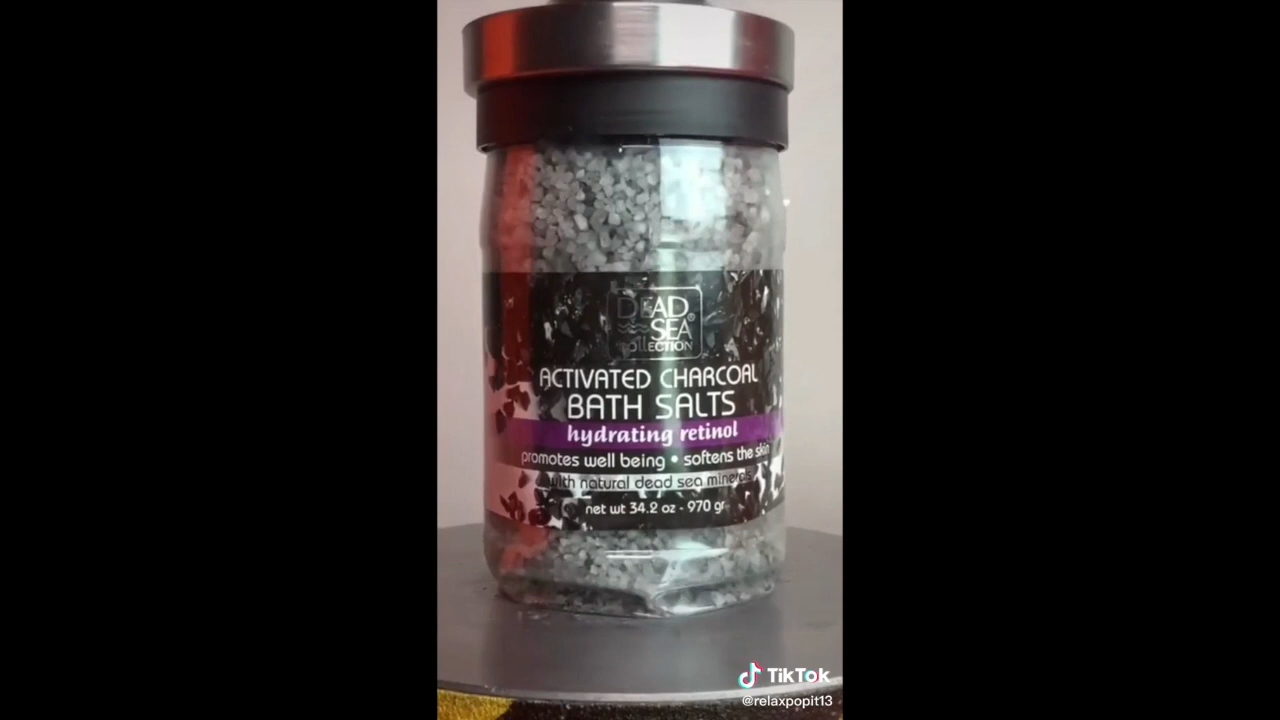 DEAD
SEA®
COLLECTION
ACTIVATED CHARCOAL
BATH SALTS
hydrating retinol
promotes well being • softens the skin
with natural dead sea minerals
net wt 34.2 oz - 970 gr
TikTok
@relaxpopit13